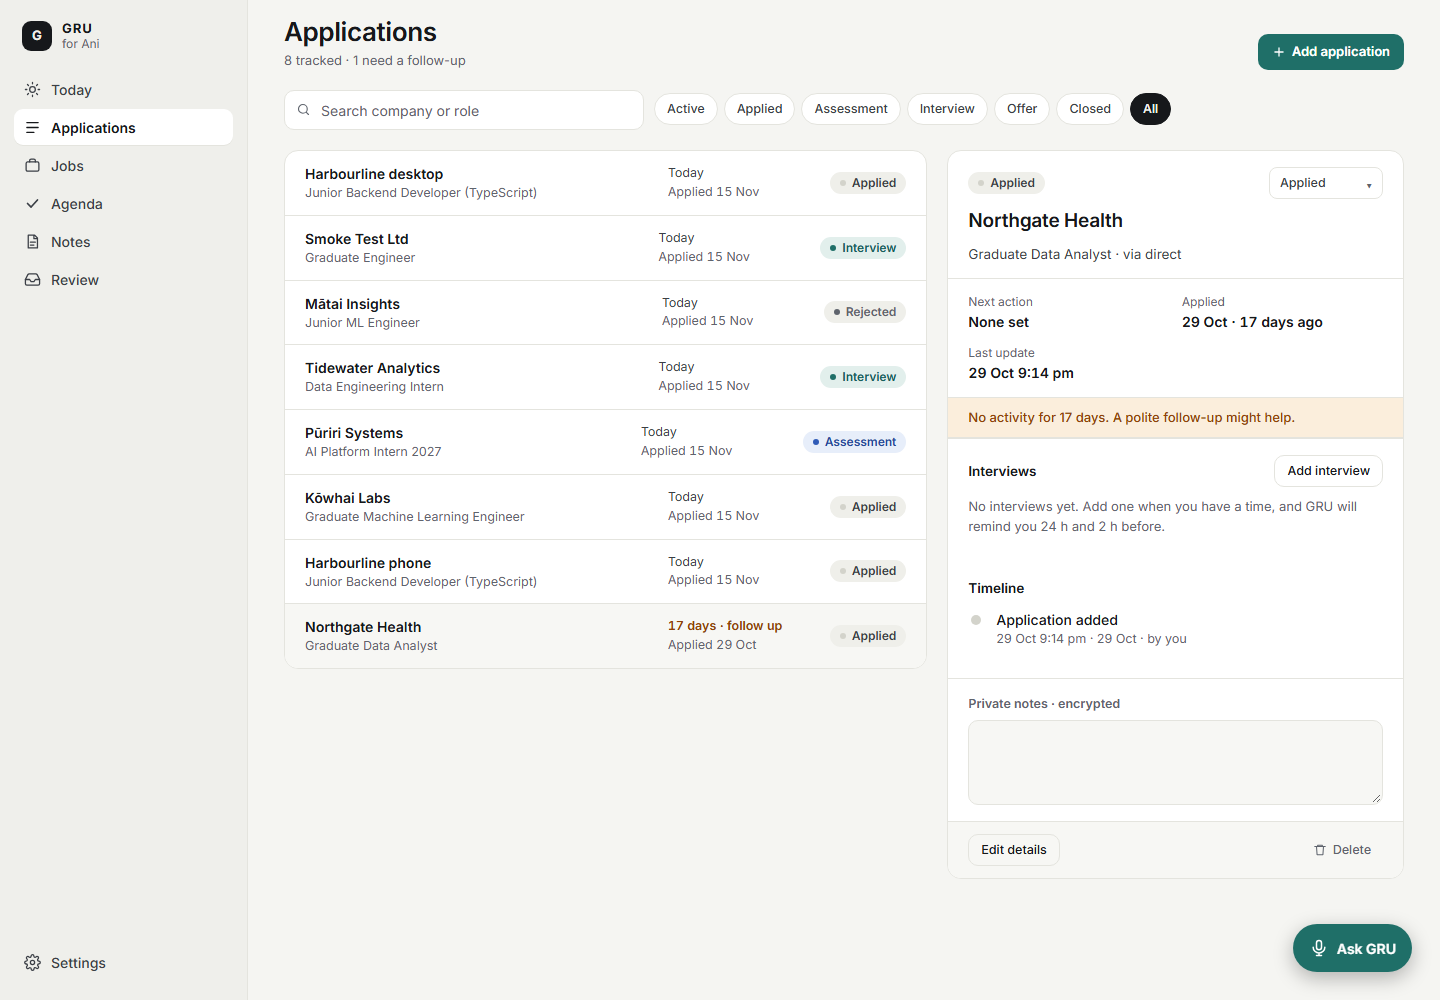 G
GRU
for Ani
Today
Applications
Jobs
Agenda
Notes
Review
Settings
Applications
8 tracked · 1 need a follow-up
Add application
Search company or role
Active
Applied
Assessment
Interview
Offer
Closed
All
Harbourline desktop
Junior Backend Developer (TypeScript)
Today
Applied 15 Nov
Applied
Smoke Test Ltd
Graduate Engineer
Today
Applied 15 Nov
Interview
Mātai Insights
Junior ML Engineer
Today
Applied 15 Nov
Rejected
Tidewater Analytics
Data Engineering Intern
Today
Applied 15 Nov
Interview
Pūriri Systems
AI Platform Intern 2027
Today
Applied 15 Nov
Assessment
Kōwhai Labs
Graduate Machine Learning Engineer
Today
Applied 15 Nov
Applied
Harbourline phone
Junior Backend Developer (TypeScript)
Today
Applied 15 Nov
Applied
Northgate Health
Graduate Data Analyst
17 days · follow up
Applied 29 Oct
Applied
Applied
Applied
Northgate Health
Graduate Data Analyst · via direct
Next action
None set
Applied
29 Oct · 17 days ago
Last update
29 Oct 9:14 pm
No activity for 17 days. A polite follow-up might help.
Interviews
Add interview
No interviews yet. Add one when you have a time, and GRU will
remind you 24 h and 2 h before.
Timeline
Application added
29 Oct 9:14 pm · 29 Oct · by you
Private notes · encrypted
Edit details
Delete
Ask GRU